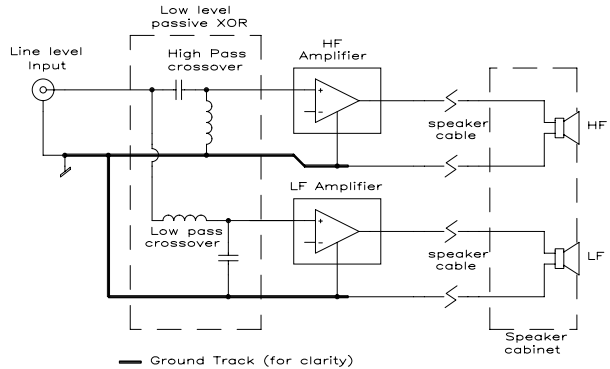 Low level
passive XOR
Line level
Input
High Pass
crossover
HF
Amplifier
+
−
speaker
cable
HF
LF Amplifier
Low pass
crossover
+
−
speaker
cable
LF
Speaker
cabinet
Ground Track (for clarity)